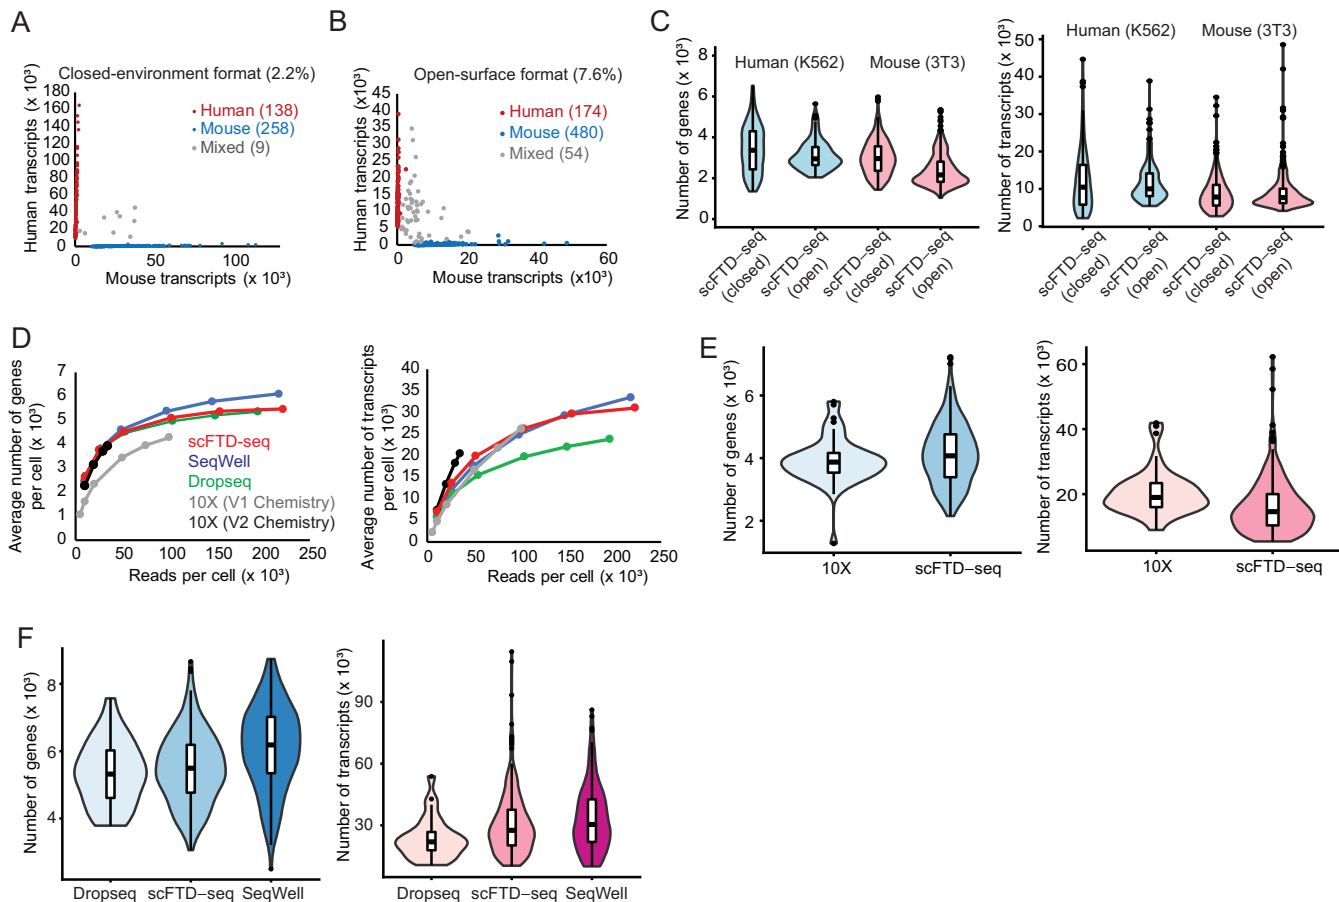 A
Closed-environment format (2.2%)
Human transcripts (x 10³)
180
160
140
120
100
80
60
40
20
0
Human (138)
Mouse (258)
Mixed (9)
0
50
100
Mouse transcripts (x 10³)
B
Open-surface format (7.6%)
Human transcripts (x10³)
45
40
35
30
25
20
15
10
5
0
Human (174)
Mouse (480)
Mixed (54)
0
20
40
60
Mouse transcripts (x10³)
C
Number of genes (x 10³)
8
6
4
2
0
Human (K562)
Mouse (3T3)
scFTD−seq (closed)
scFTD−seq (open)
scFTD−seq (closed)
scFTD−seq (open)
Number of transcripts (x 10³)
50
40
30
20
10
0
Human (K562)
Mouse (3T3)
scFTD−seq (closed)
scFTD−seq (open)
scFTD−seq (closed)
scFTD−seq (open)
D
Average number of genes
per cell (x 10³)
7
6
5
4
3
2
1
0
scFTD-seq
SeqWell
Dropseq
10X (V1 Chemistry)
10X (V2 Chemistry)
0
50
100
150
200
250
Reads per cell (x 10³)
Average number of transcripts
per cell (x 10³)
40
35
30
25
20
15
10
5
0
0
50
100
150
200
250
Reads per cell (x 10³)
E
Number of genes (x 10³)
6
4
2
10X
scFTD−seq
Number of transcripts (x 10³)
60
40
20
10X
scFTD−seq
F
Number of genes (x 10³)
8
6
4
Dropseq
scFTD−seq
SeqWell
Number of transcripts (x 10³)
90
60
30
Dropseq
scFTD−seq
SeqWell